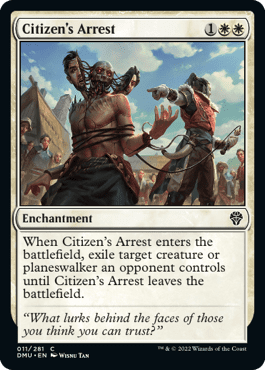 Citizen's Arrest 1
Enchantment
When Citizen's Arrest enters the
battlefield, exile target creature or
planeswalker an opponent controls
until Citizen's Arrest leaves the
battlefield.
"What lurks behind the faces of those
you think you can trust?"
011/281 C
DMU • EN Wisnu Tan
™ & © 2022 Wizards of the Coast